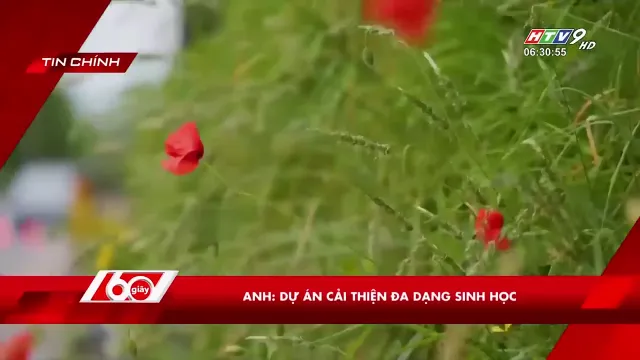 TIN CHÍNH
HTV9 HD
06:30:55
60 giây
ANH: DỰ ÁN CẢI THIỆN ĐA DẠNG SINH HỌC